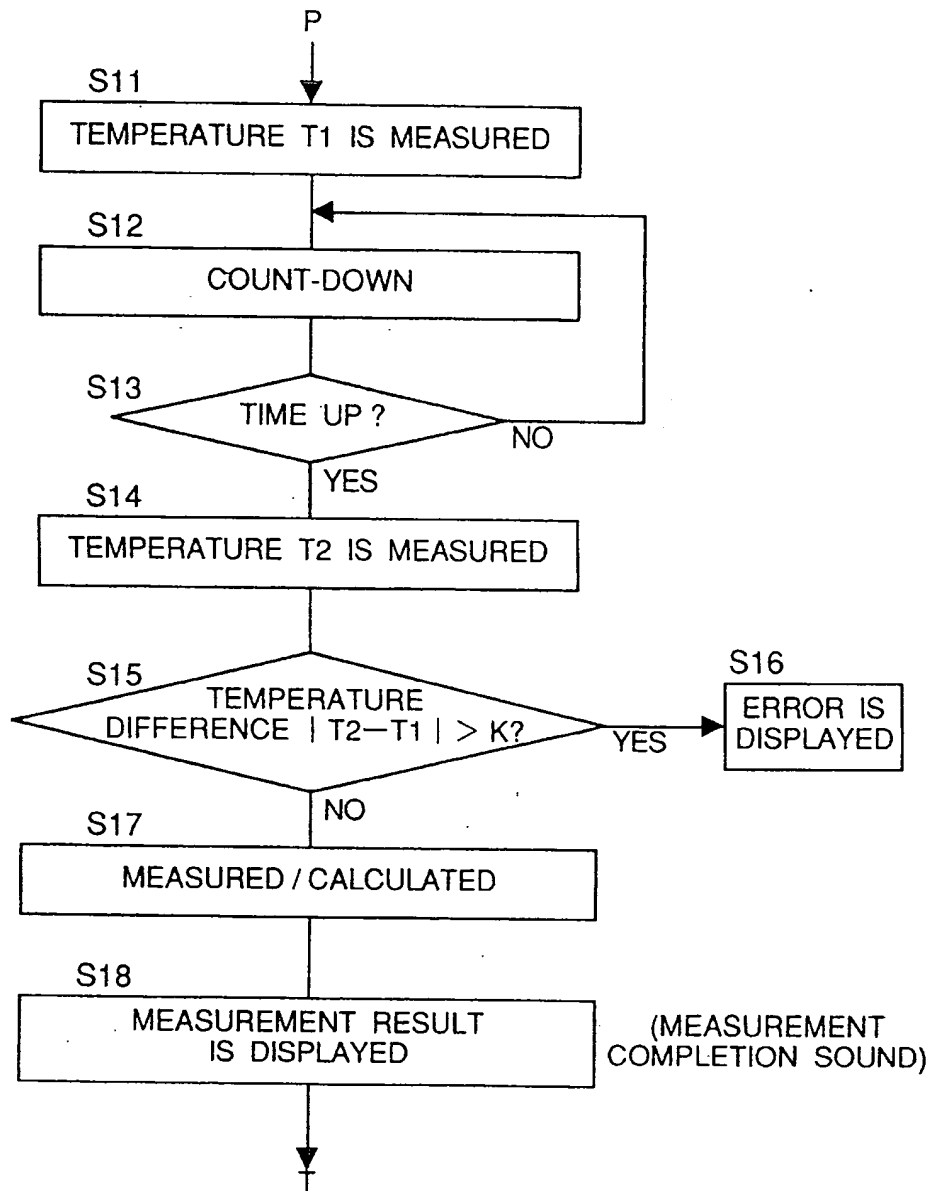 P
S11
TEMPERATURE T1 IS MEASURED
S12
COUNT-DOWN
S13
TIME UP ?
NO
YES
S14
TEMPERATURE T2 IS MEASURED
S15
TEMPERATURE
DIFFERENCE | T2−T1 | > K?
YES
S16
ERROR IS
DISPLAYED
NO
S17
MEASURED / CALCULATED
S18
MEASUREMENT RESULT
IS DISPLAYED
(MEASUREMENT
COMPLETION SOUND)